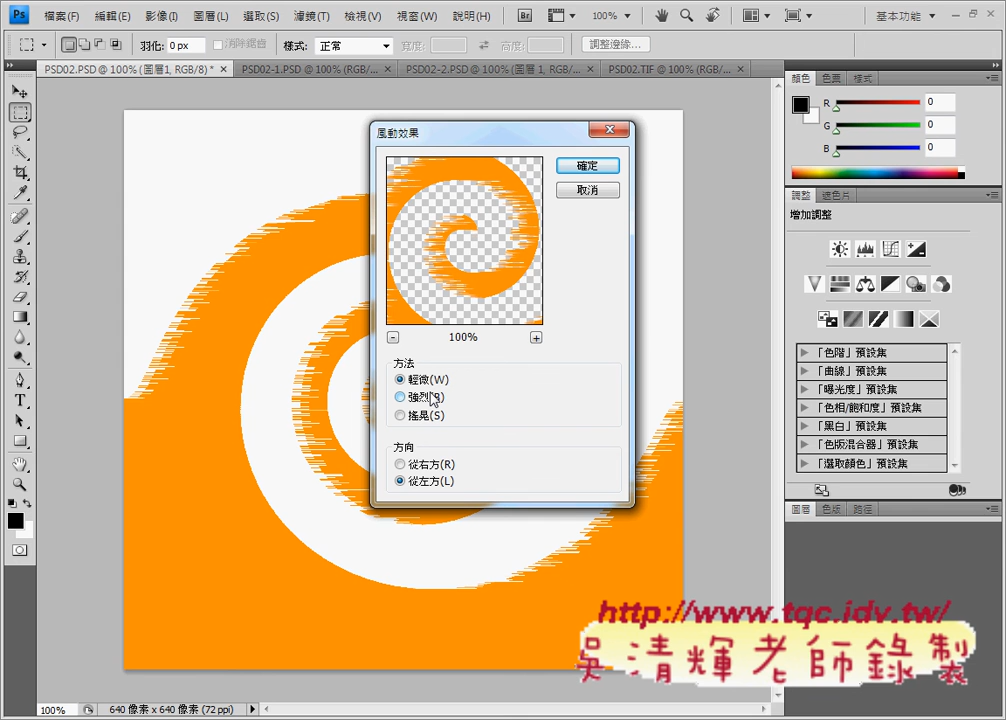 Ps 檔案(F) 編輯(E) 影像(I) 圖層(L) 選取(S) 濾鏡(T) 檢視(V) 視窗(W) 說明(H) Br 100% 基本功能
羽化: 0 px 消除鋸齒 樣式: 正常 寬度: 高度: 調整邊緣...
PSD02.PSD @ 100% (圖層1, RGB/8) * PSD02-1.PSD @ 100% (RGB/... PSD02-2.PSD @ 100% (圖層 1, RGB/... PSD02.TIF @ 100% (RGB/...
顏色 色票 樣式
R 0
G 0
B 0
調整 遮色片
增加調整
「色階」預設集
「曲線」預設集
「曝光度」預設集
「色相/飽和度」預設集
「黑白」預設集
「色版混合器」預設集
「選取顏色」預設集
圖層 色版 路徑
風動效果
確定
取消
100%
方法
輕微(W)
強烈(B)
搖晃(S)
方向
從右方(R)
從左方(L)
http://www.tqc.idv.tw/
吳清輝老師錄製
100% 640 像素 x 640 像素 (72 ppi)